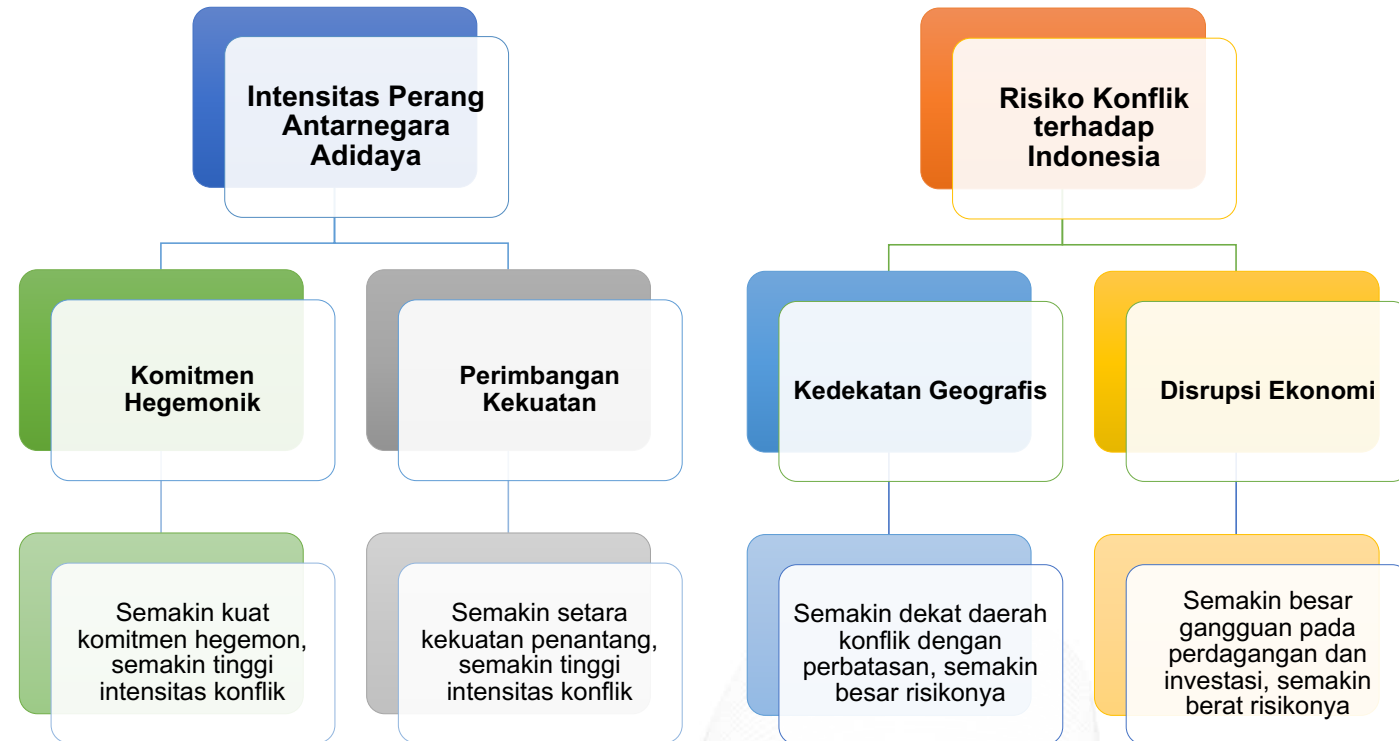 Intensitas Perang
Antarnegara
Adidaya
Risiko Konflik
terhadap
Indonesia
Komitmen
Hegemonik
Perimbangan
Kekuatan
Kedekatan Geografis
Disrupsi Ekonomi
Semakin kuat
komitmen hegemon,
semakin tinggi
intensitas konflik
Semakin setara
kekuatan penantang,
semakin tinggi
intensitas konflik
Semakin dekat daerah
konflik dengan
perbatasan, semakin
besar risikonya
Semakin besar
gangguan pada
perdagangan dan
investasi, semakin
berat risikonya